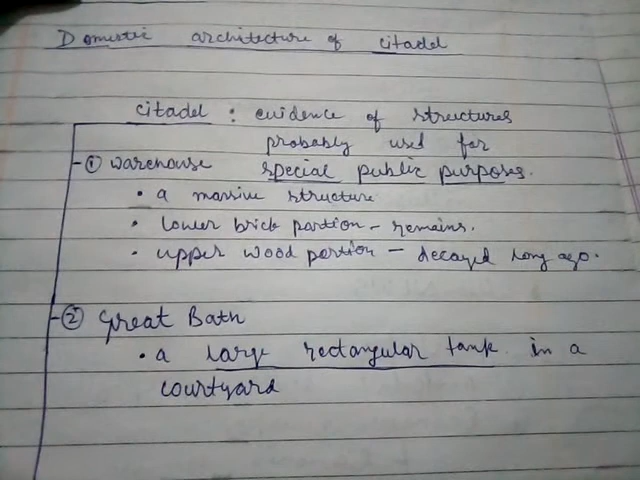 Domestic architecture of citadel
citadel : evidence of structures
probably used for
① warehouse special public purposes.
• a massive structure
• lower brick portion - remains.
• upper wood portion - decayed long ago.
② Great Bath
• a large rectangular tank in a
courtyard